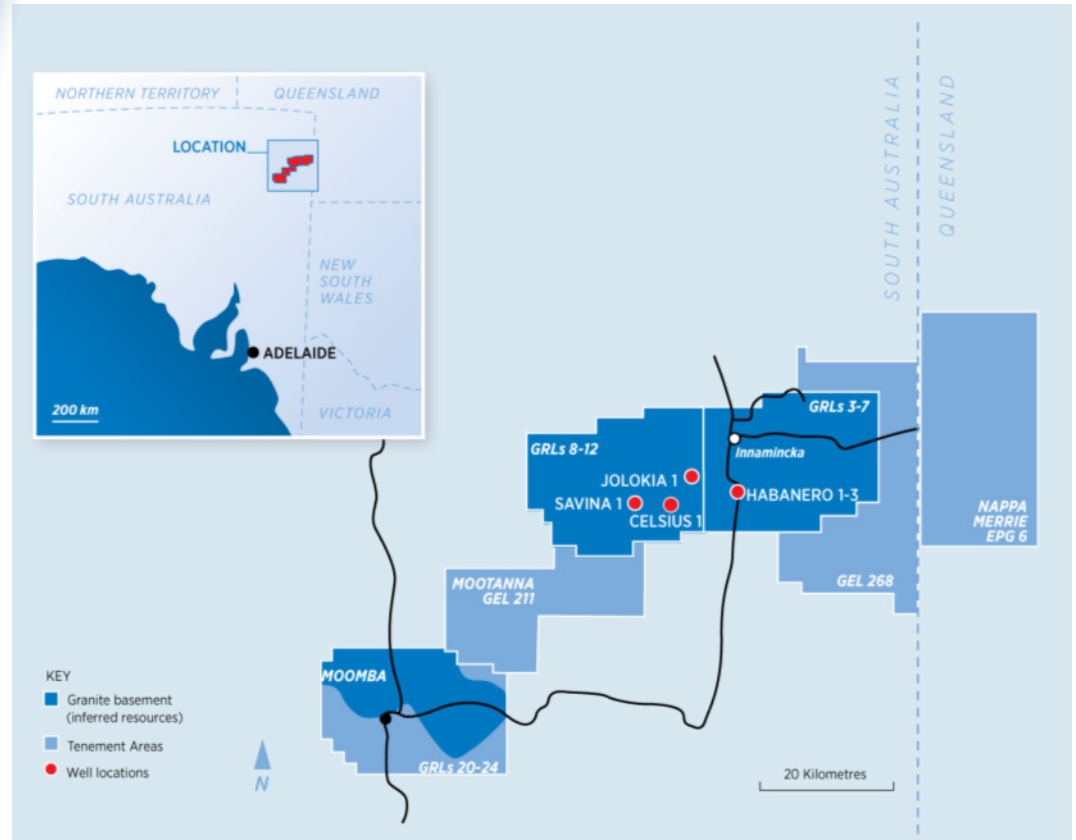 NORTHERN TERRITORY
QUEENSLAND
LOCATION
SOUTH AUSTRALIA
NEW
SOUTH
WALES
ADELAIDE
200 km
VICTORIA
SOUTH AUSTRALIA
QUEENSLAND
GRLs 3-7
GRLs 8-12
Innamincka
JOLOKIA 1
SAVINA 1
HABANERO 1-3
CELSIUS 1
NAPPA
MERRIE
EPG 6
MOOTANNA
GEL 211
GEL 268
MOOMBA
GRLs 20-24
KEY
Granite basement
(inferred resources)
Tenement Areas
Well locations
N
20 Kilometres